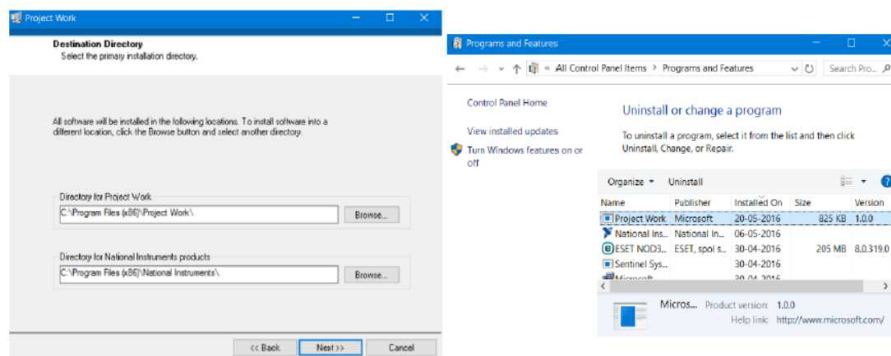 Project Work
Destination Directory
Select the primary installation directory.
All software will be installed in the following locations. To install software into a
different location, click the Browse button and select another directory.
Directory for Project Work
C:\Program Files (x86)\Project Work\
Browse...
Directory for National Instruments products
C:\Program Files (x86)\National Instruments\
Browse...
<< Back
Next >>
Cancel
Programs and Features
« All Control Panel Items > Programs and Features
Search Pro...
Control Panel Home
View installed updates
Turn Windows features on or
off
Uninstall or change a program
To uninstall a program, select it from the list and then click
Uninstall, Change, or Repair.
Organize Uninstall
Name Publisher Installed On Size Version
Project Work Microsoft 20-05-2016 825 KB 1.0.0
National Ins... National In... 06-05-2016
ESET NOD3... ESET, spol s... 30-04-2016 205 MB 8.0.319.0
Sentinel Sys... 30-04-2016
Microsoft 30-04-2016
Micros... Product version: 1.0.0
Help link: http://www.microsoft.com/